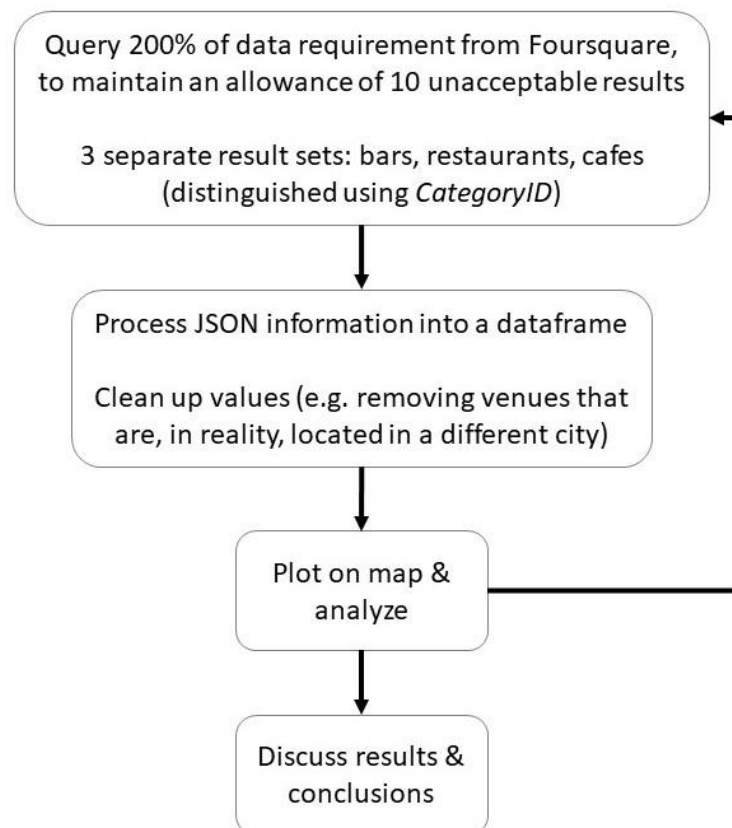 Query 200% of data requirement from Foursquare,
to maintain an allowance of 10 unacceptable results
3 separate result sets: bars, restaurants, cafes
(distinguished using CategoryID)
Process JSON information into a dataframe
Clean up values (e.g. removing venues that
are, in reality, located in a different city)
Plot on map &
analyze
Discuss results &
conclusions